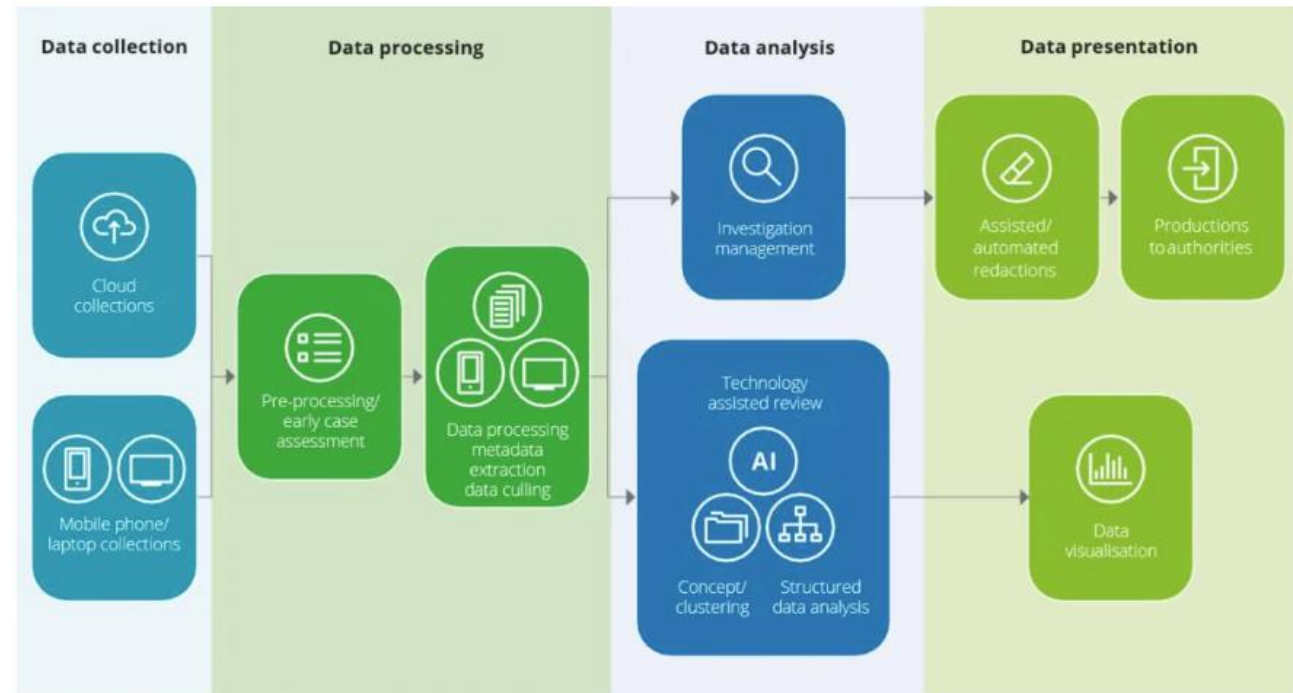 Data collection
Data processing
Data analysis
Data presentation
Cloud
collections
Mobile phone/
laptop collections
Pre-processing/
early case
assessment
Data processing
metadata
extraction
data culling
Investigation
management
Technology
assisted review
AI
Concept/
clustering
Structured
data analysis
Assisted/
automated
redactions
Productions
to authorities
Data
visualisation